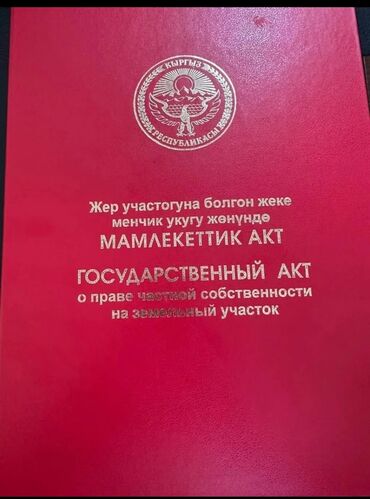 КЫРГЫЗ
РЕСПУБЛИКАСЫ
Жер участогуна болгон жеке
менчик укугу жөнүндө
МАМЛЕКЕТТИК АКТ
ГОСУДАРСТВЕННЫЙ АКТ
о праве частной собственности
на земельный участок